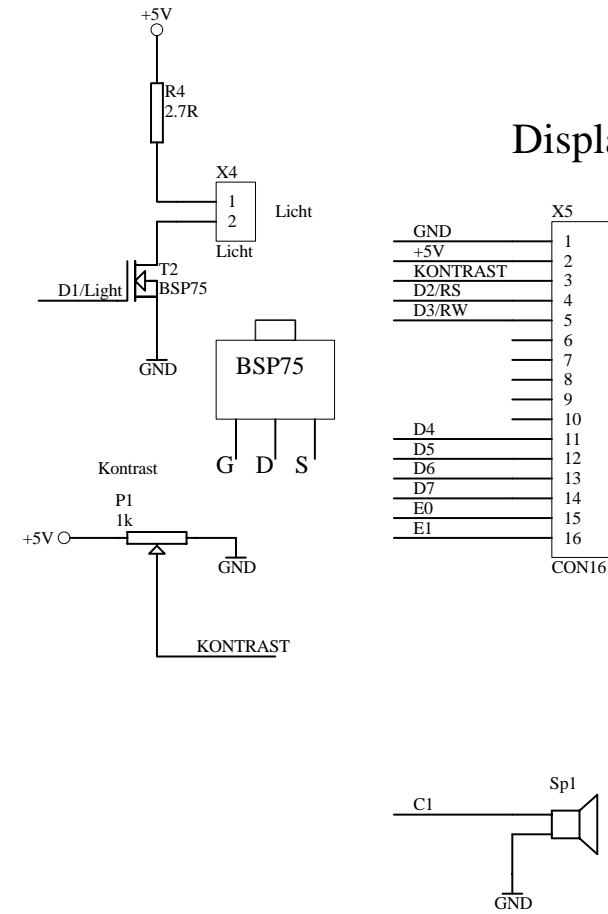 +5V
R4
2.7R
X4
1
2
Licht
Licht
T2
BSP75
D1/Light
GND
BSP75
G D S
Kontrast
P1
1k
+5V
GND
KONTRAST
Displa
X5
GND 1
+5V 2
KONTRAST 3
D2/RS 4
D3/RW 5
6
7
8
9
10
D4 11
D5 12
D6 13
D7 14
E0 15
E1 16
CON16
Sp1
C1
GND